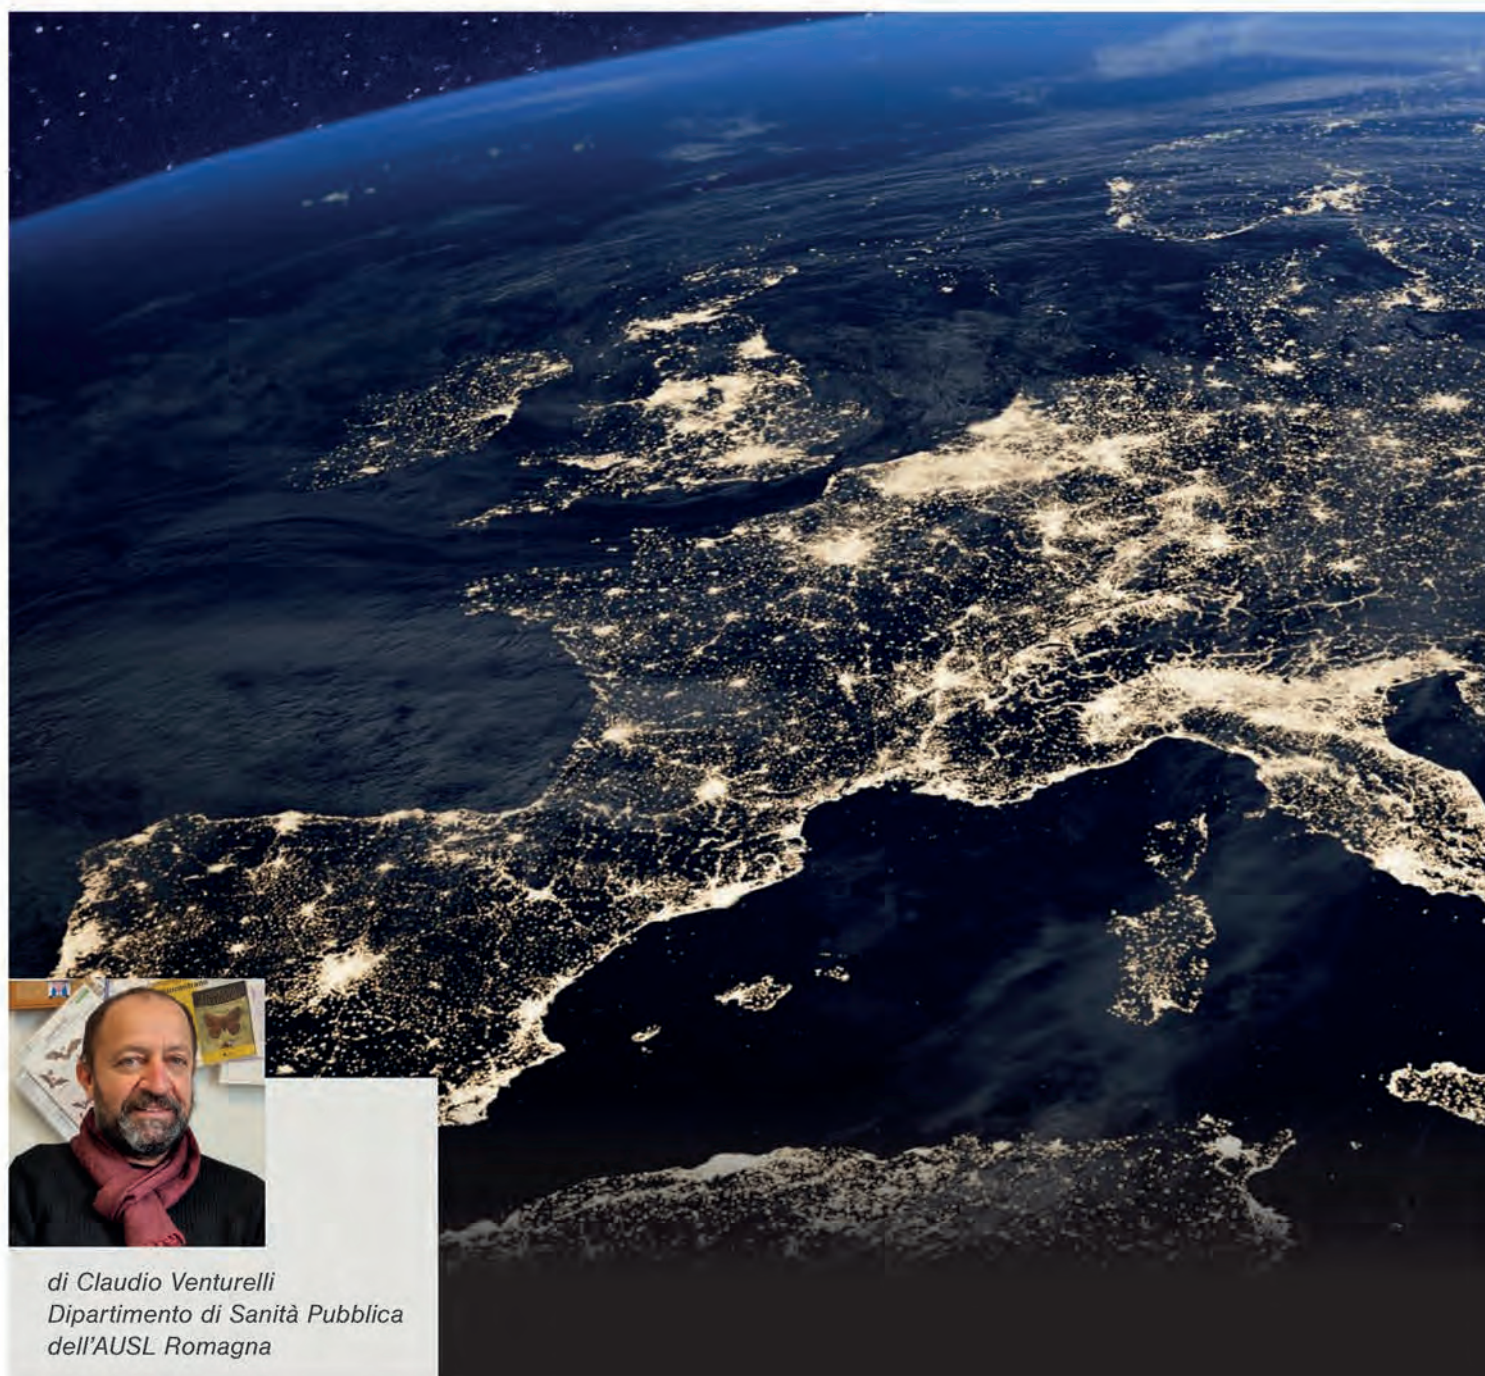 di Claudio Venturelli
Dipartimento di Sanità Pubblica
dell'AUSL Romagna